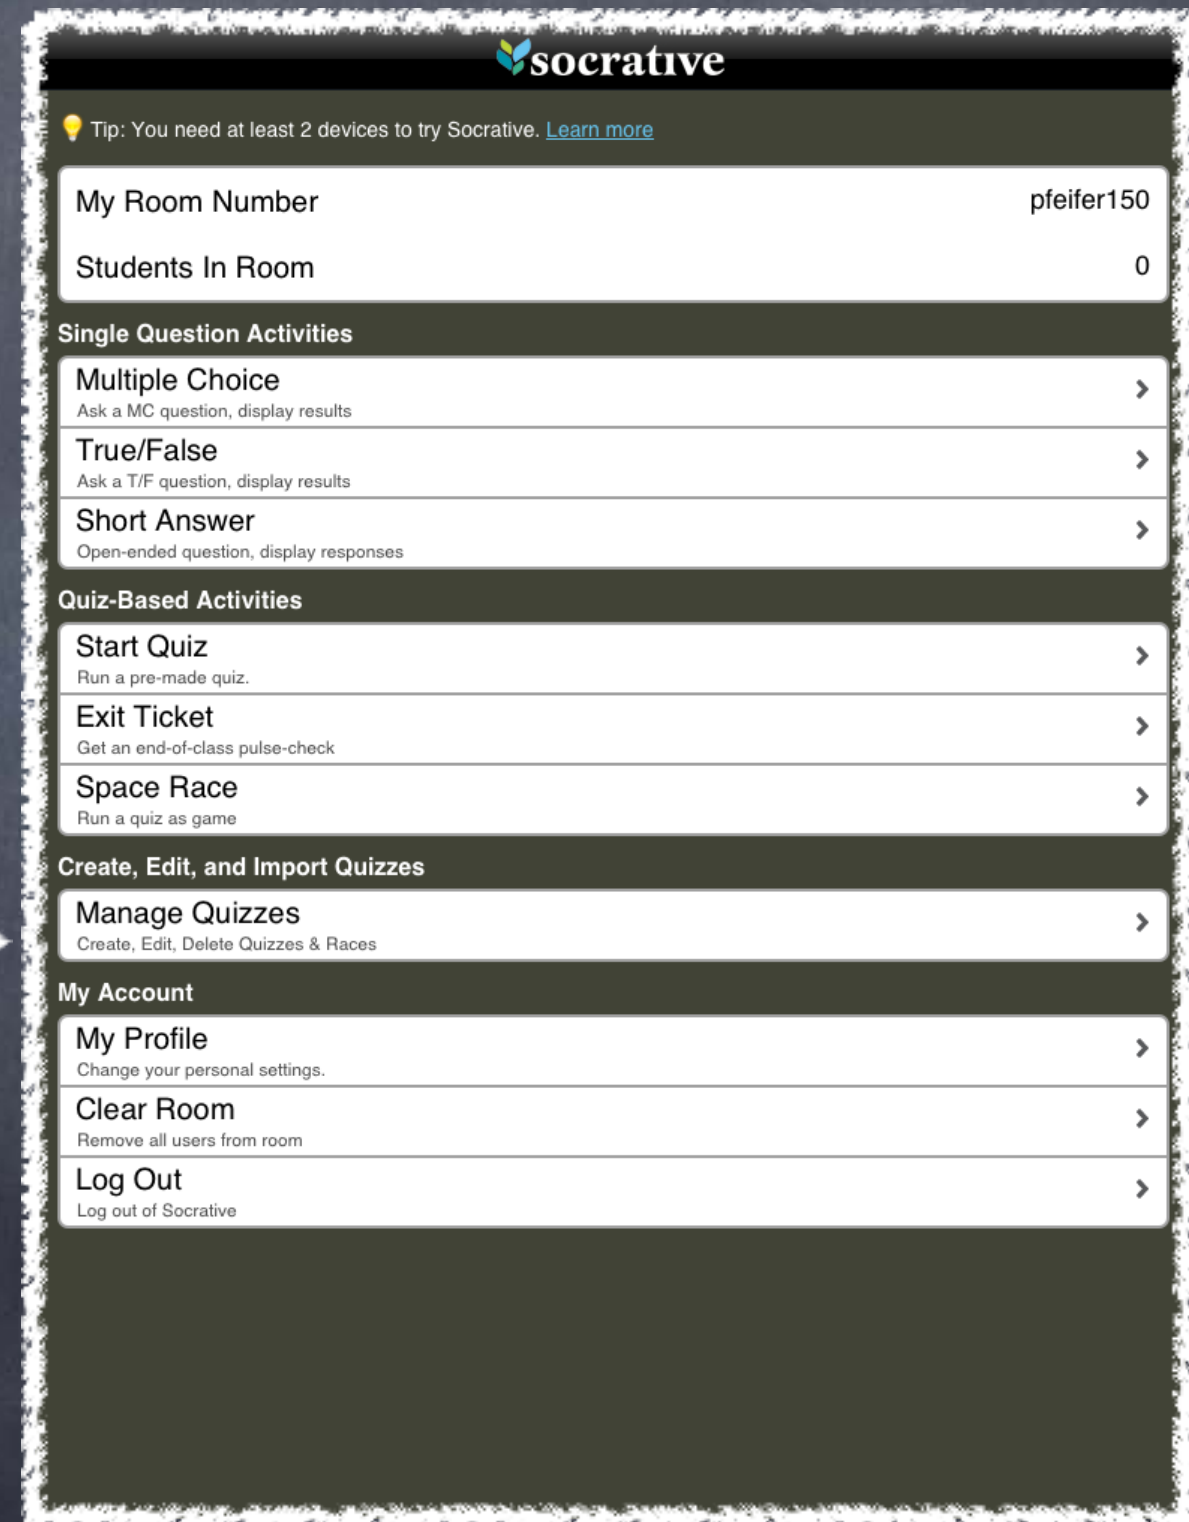 socrative
Tip: You need at least 2 devices to try Socrative. Learn more
My Room Number pfeifer150
Students In Room 0
Single Question Activities
Multiple Choice
Ask a MC question, display results
True/False
Ask a T/F question, display results
Short Answer
Open-ended question, display responses
Quiz-Based Activities
Start Quiz
Run a pre-made quiz.
Exit Ticket
Get an end-of-class pulse-check
Space Race
Run a quiz as game
Create, Edit, and Import Quizzes
Manage Quizzes
Create, Edit, Delete Quizzes & Races
My Account
My Profile
Change your personal settings.
Clear Room
Remove all users from room
Log Out
Log out of Socrative